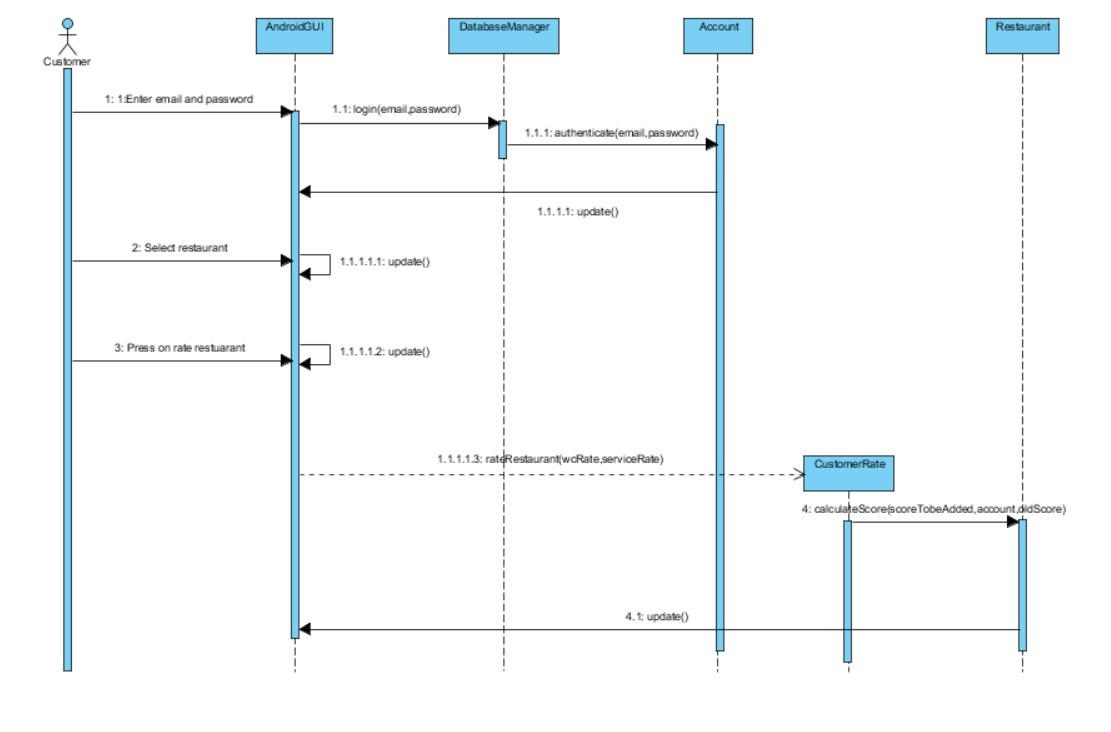 AndroidGUI
DatabaseManager
Account
Restaurant
Customer
1: 1:Enter email and password
1.1: login(email,password)
1.1.1: authenticate(email,password)
1.1.1.1: update()
2: Select restaurant
1.1.1.1.1: update()
3: Press on rate restuarant
1.1.1.1.2: update()
1.1.1.1.3: rateRestaurant(wcRate,serviceRate)
CustomerRate
4: calculateScore(scoreTobeAdded,account,oldScore)
4.1: update()